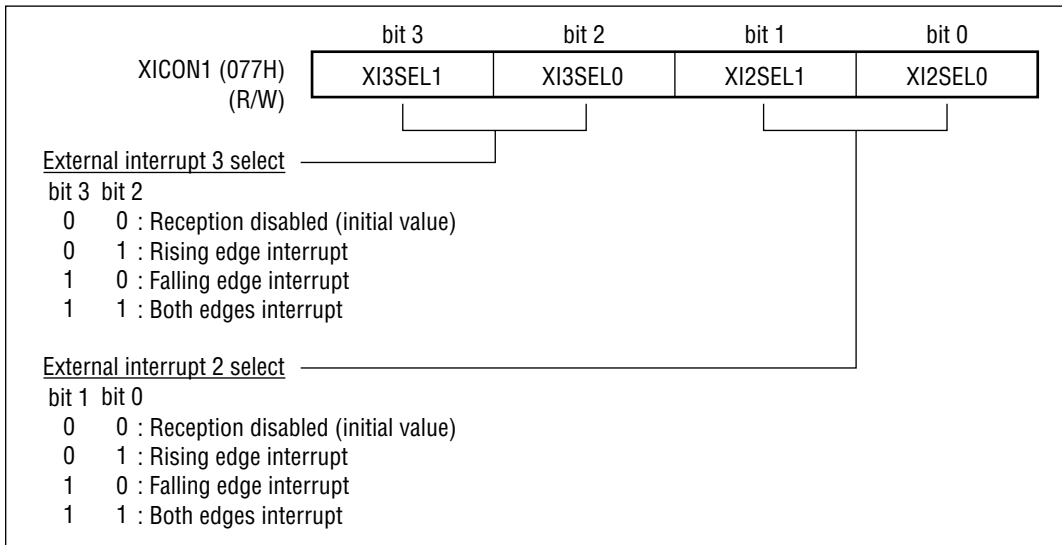 bit 3 bit 2 bit 1 bit 0
XICON1 (077H) XI3SEL1 XI3SEL0 XI2SEL1 XI2SEL0
(R/W)
External interrupt 3 select
bit 3 bit 2
0 0 : Reception disabled (initial value)
0 1 : Rising edge interrupt
1 0 : Falling edge interrupt
1 1 : Both edges interrupt
External interrupt 2 select
bit 1 bit 0
0 0 : Reception disabled (initial value)
0 1 : Rising edge interrupt
1 0 : Falling edge interrupt
1 1 : Both edges interrupt